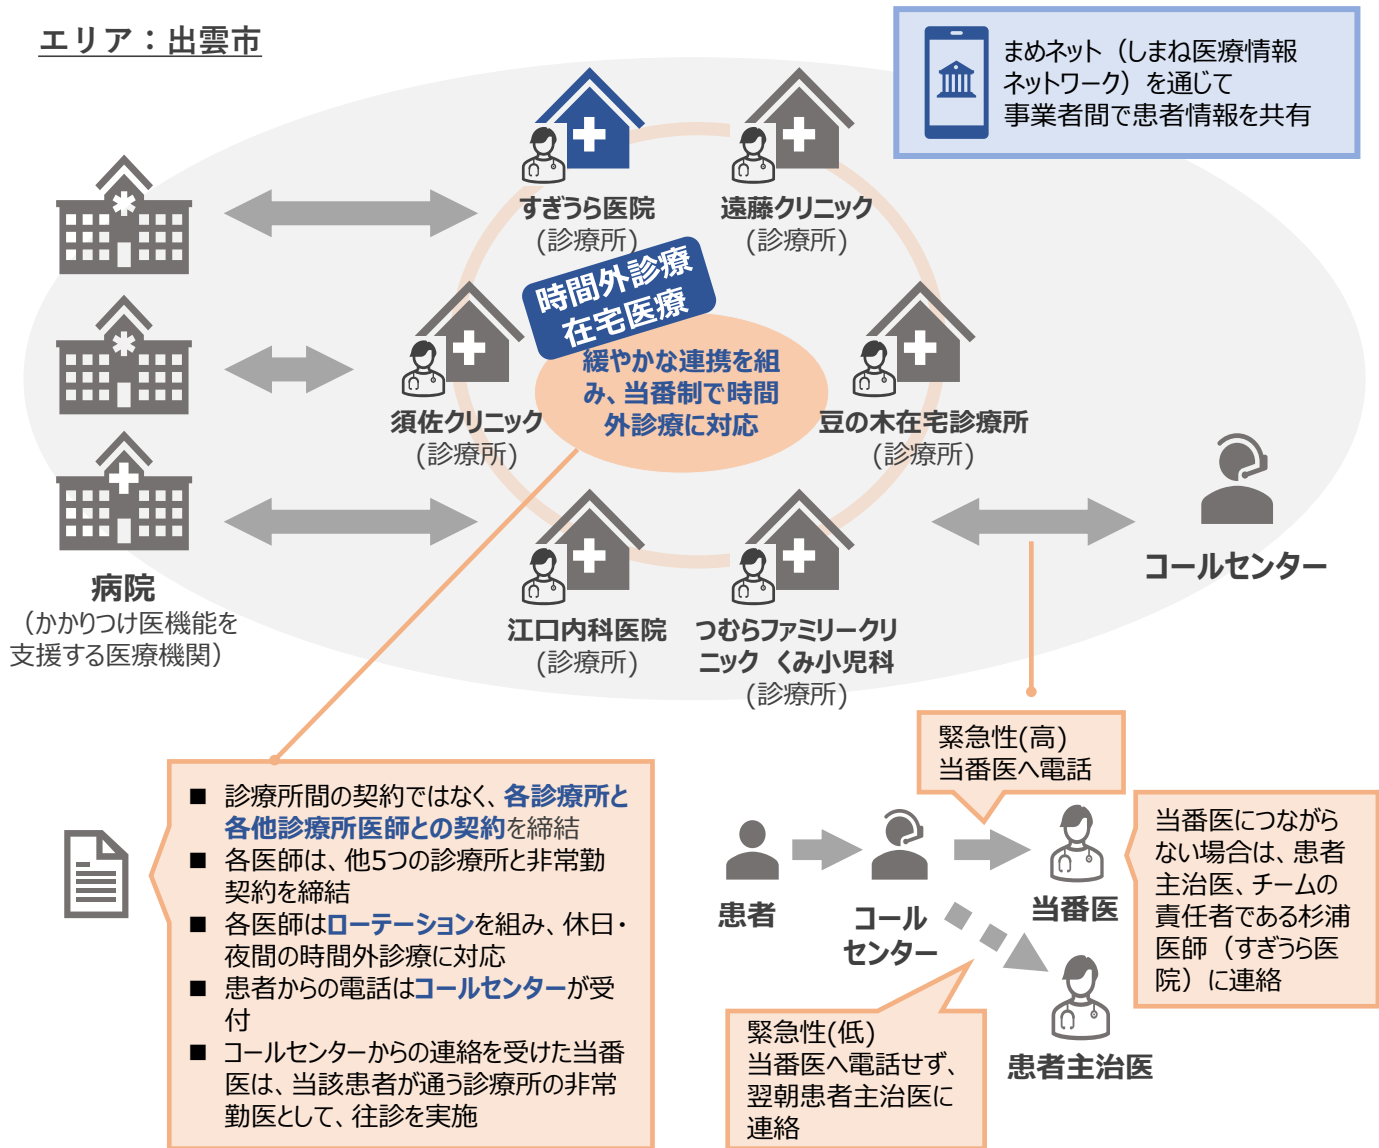 エリア：出雲市
まめネット（しまね医療情報
ネットワーク）を通じて
事業者間で患者情報を共有
すぎうら医院
(診療所)
遠藤クリニック
(診療所)
時間外診療
在宅医療
緩やかな連携を組
み、当番制で時間
外診療に対応
須佐クリニック
(診療所)
豆の木在宅診療所
(診療所)
江口内科医院
(診療所)
つむらファミリークリ
ニック くみ小児科
(診療所)
コールセンター
病院
（かかりつけ医機能を
支援する医療機関）
■ 診療所間の契約ではなく、各診療所と
各他診療所医師との契約を締結
■ 各医師は、他5つの診療所と非常勤
契約を締結
■ 各医師はローテーションを組み、休日・
夜間の時間外診療に対応
■ 患者からの電話はコールセンターが受
付
■ コールセンターからの連絡を受けた当番
医は、当該患者が通う診療所の非常
勤医として、往診を実施
緊急性(高)
当番医へ電話
患者
コール
センター
当番医
患者主治医
当番医につながら
ない場合は、患者
主治医、チームの
責任者である杉浦
医師（すぎうら医
院）に連絡
緊急性(低)
当番医へ電話せず、
翌朝患者主治医に
連絡